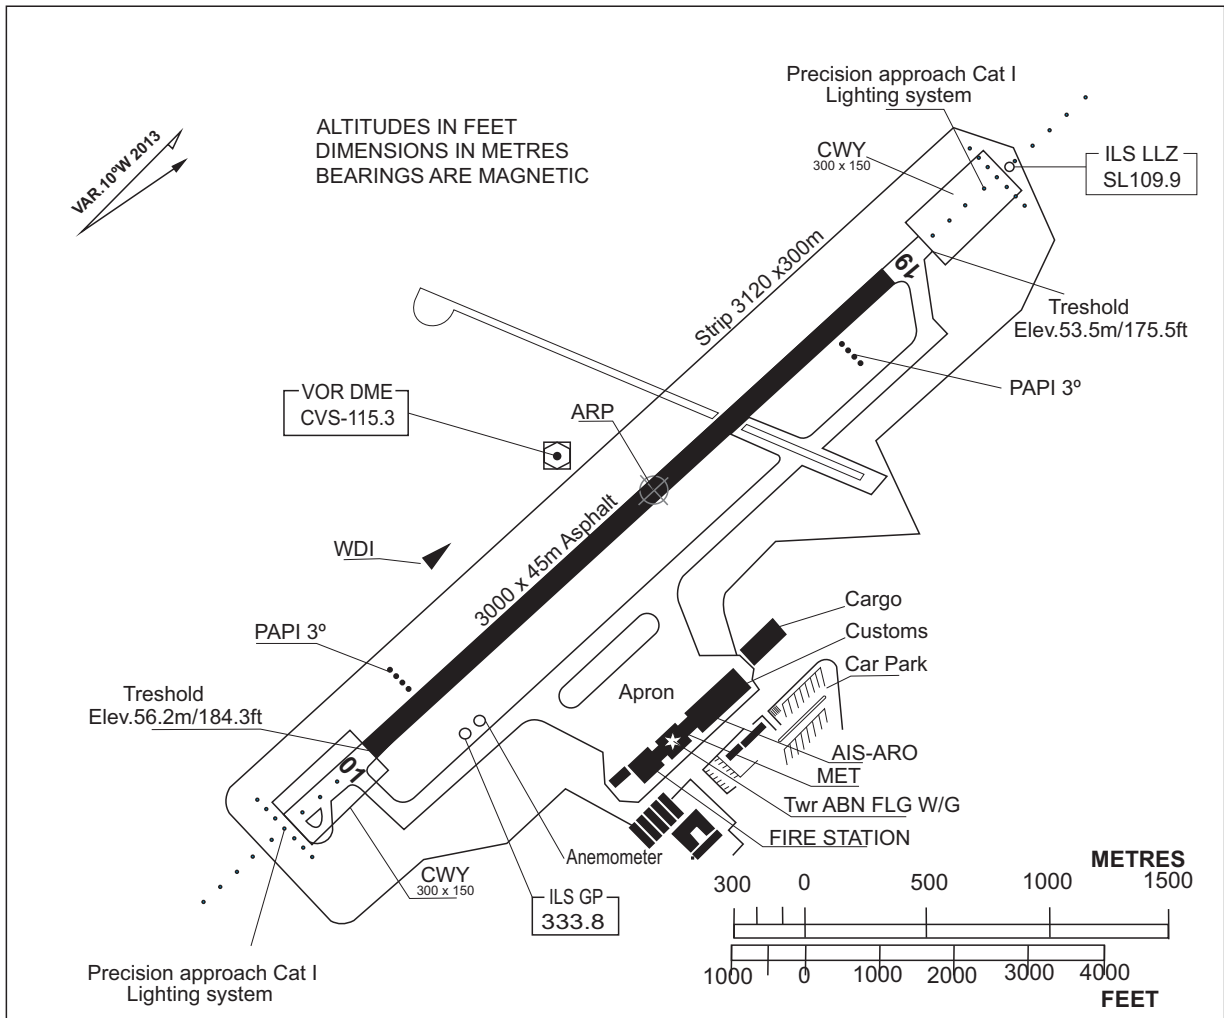 Precision approach Cat I
Lighting system
ALTITUDES IN FEET
DIMENSIONS IN METRES
BEARINGS ARE MAGNETIC
VAR.10ºW 2013
CWY
300 x 150
ILS LLZ
SL109.9
Strip 3120 x300m
19
Treshold
Elev.53.5m/175.5ft
PAPI 3º
VOR DME
CVS-115.3
ARP
3000 x 45m Asphalt
WDI
PAPI 3º
Treshold
Elev.56.2m/184.3ft
01
Cargo
Customs
Car Park
Apron
AIS-ARO
MET
Twr ABN FLG W/G
FIRE STATION
Anemometer
CWY
300 x 150
ILS GP
333.8
Precision approach Cat I
Lighting system
METRES
300 0 500 1000 1500
1000 0 1000 2000 3000 4000
FEET